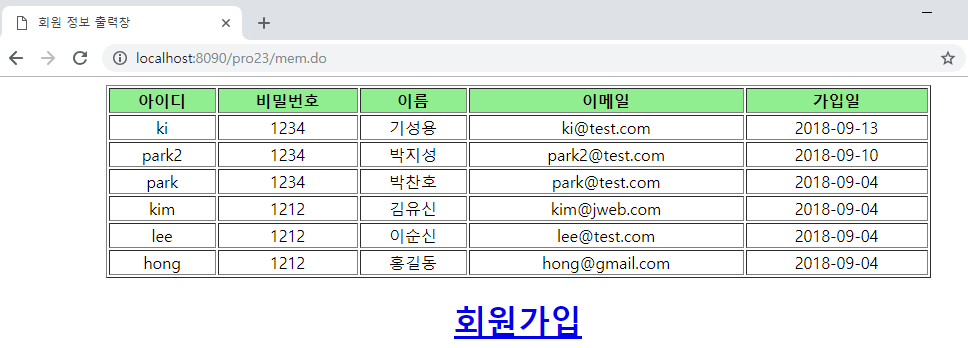 회원 정보 출력창
localhost:8090/pro23/mem.do
아이디 비밀번호 이름 이메일 가입일
ki 1234 기성용 ki@test.com 2018-09-13
park2 1234 박지성 park2@test.com 2018-09-10
park 1234 박찬호 park@test.com 2018-09-04
kim 1212 김유신 kim@jweb.com 2018-09-04
lee 1212 이순신 lee@test.com 2018-09-04
hong 1212 홍길동 hong@gmail.com 2018-09-04
회원가입